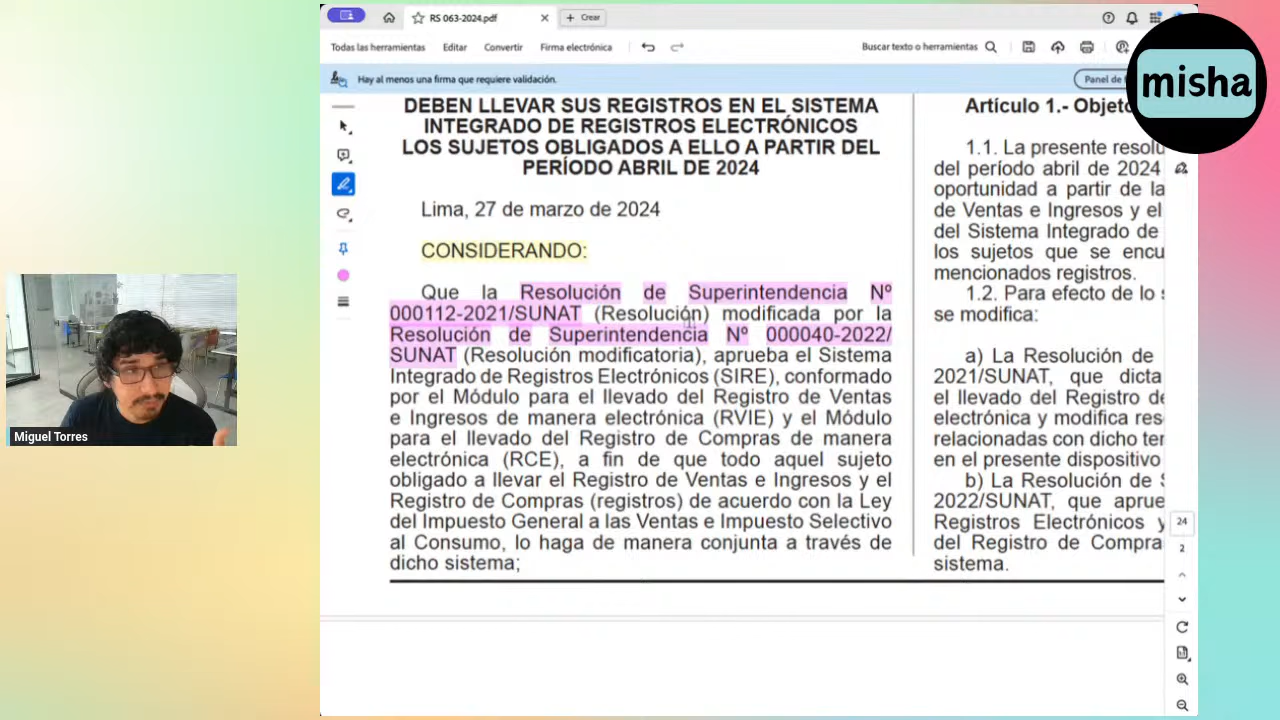 RS 063-2024.pdf
Crear
Todas las herramientas
Editar
Convertir
Firma electrónica
Buscar texto o herramientas
Hay al menos una firma que requiere validación.
Panel de
misha
DEBEN LLEVAR SUS REGISTROS EN EL SISTEMA
INTEGRADO DE REGISTROS ELECTRÓNICOS
LOS SUJETOS OBLIGADOS A ELLO A PARTIR DEL
PERÍODO ABRIL DE 2024
Lima, 27 de marzo de 2024
CONSIDERANDO:
Que la Resolución de Superintendencia Nº
000112-2021/SUNAT (Resolución) modificada por la
Resolución de Superintendencia Nº 000040-2022/
SUNAT (Resolución modificatoria), aprueba el Sistema
Integrado de Registros Electrónicos (SIRE), conformado
por el Módulo para el llevado del Registro de Ventas
e Ingresos de manera electrónica (RVIE) y el Módulo
para el llevado del Registro de Compras de manera
electrónica (RCE), a fin de que todo aquel sujeto
obligado a llevar el Registro de Ventas e Ingresos y el
Registro de Compras (registros) de acuerdo con la Ley
del Impuesto General a las Ventas e Impuesto Selectivo
al Consumo, lo haga de manera conjunta a través de
dicho sistema;
Artículo 1.- Objeto
1.1. La presente resolu
del período abril de 2024
oportunidad a partir de la
de Ventas e Ingresos y el
del Sistema Integrado de
los sujetos que se encu
mencionados registros.
1.2. Para efecto de lo
se modifica:
a) La Resolución de
2021/SUNAT, que dicta
el llevado del Registro de
electrónica y modifica res
relacionadas con dicho ter
en el presente dispositivo
b) La Resolución de
2022/SUNAT, que aprue
Registros Electrónicos y
del Registro de Compra
sistema.
24
2
Miguel Torres